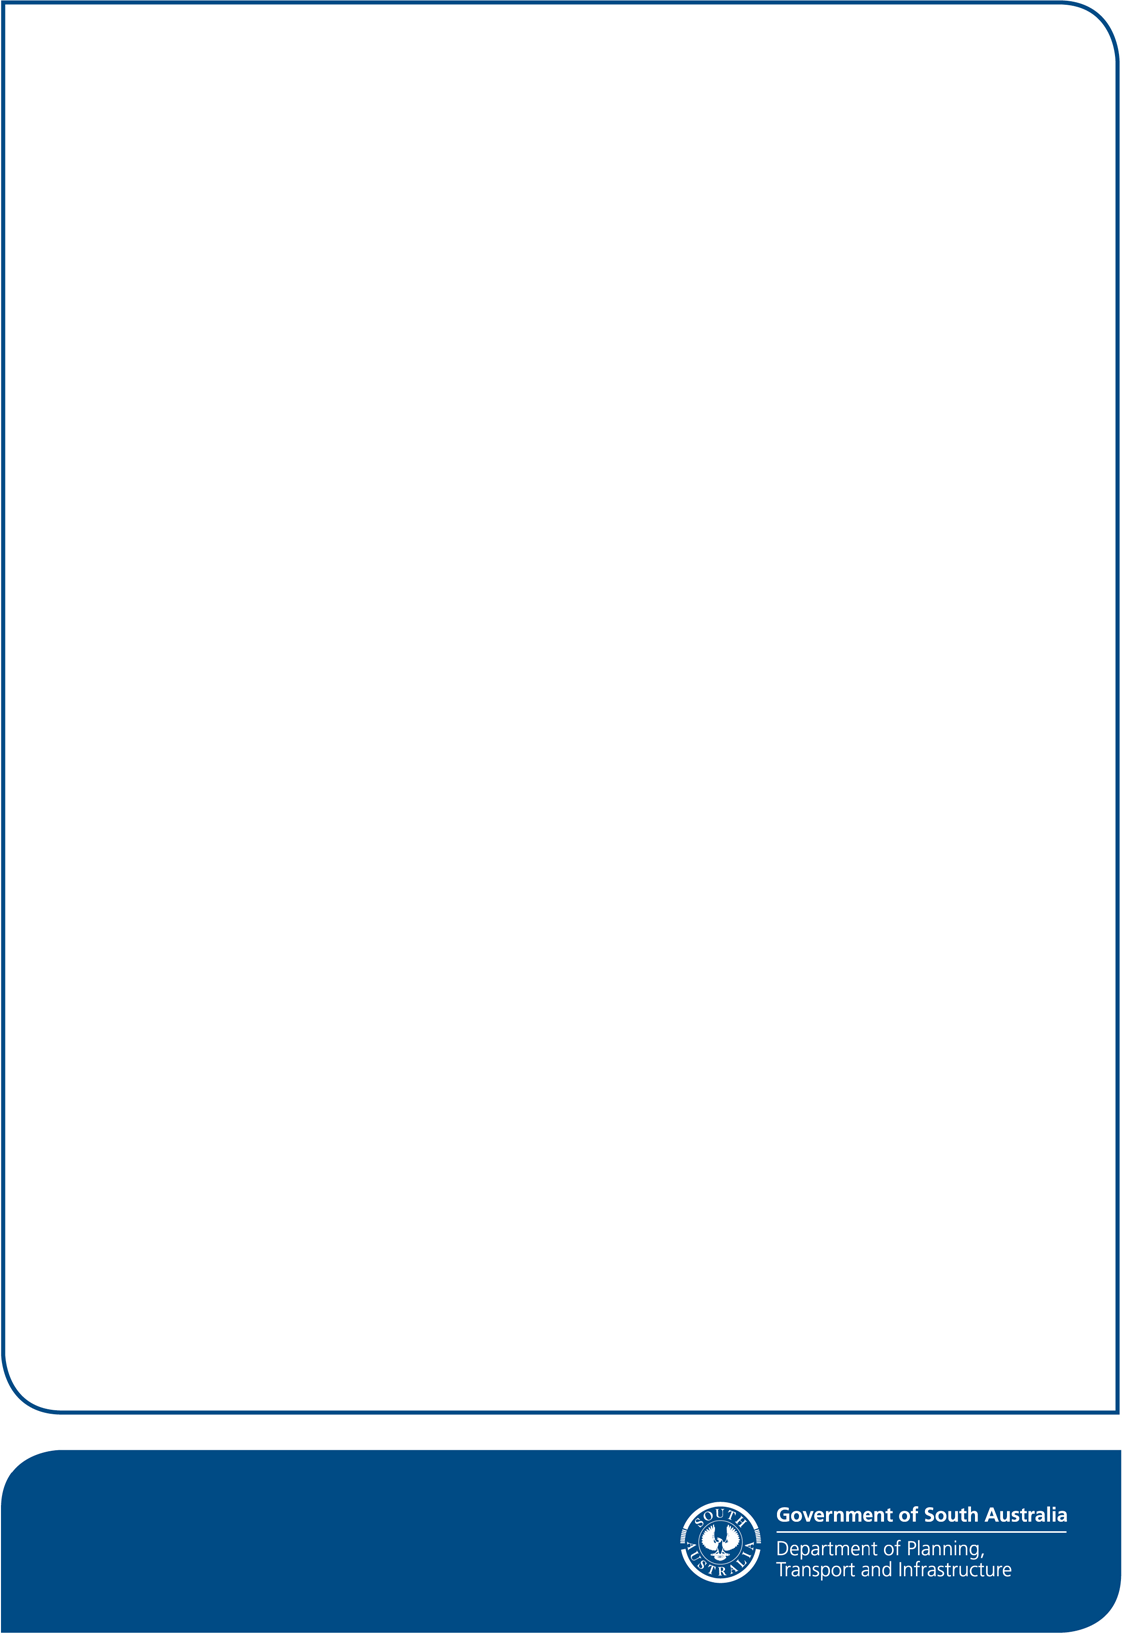 SOUTH
AUSTRALIA
Government of South Australia
Department of Planning,
Transport and Infrastructure